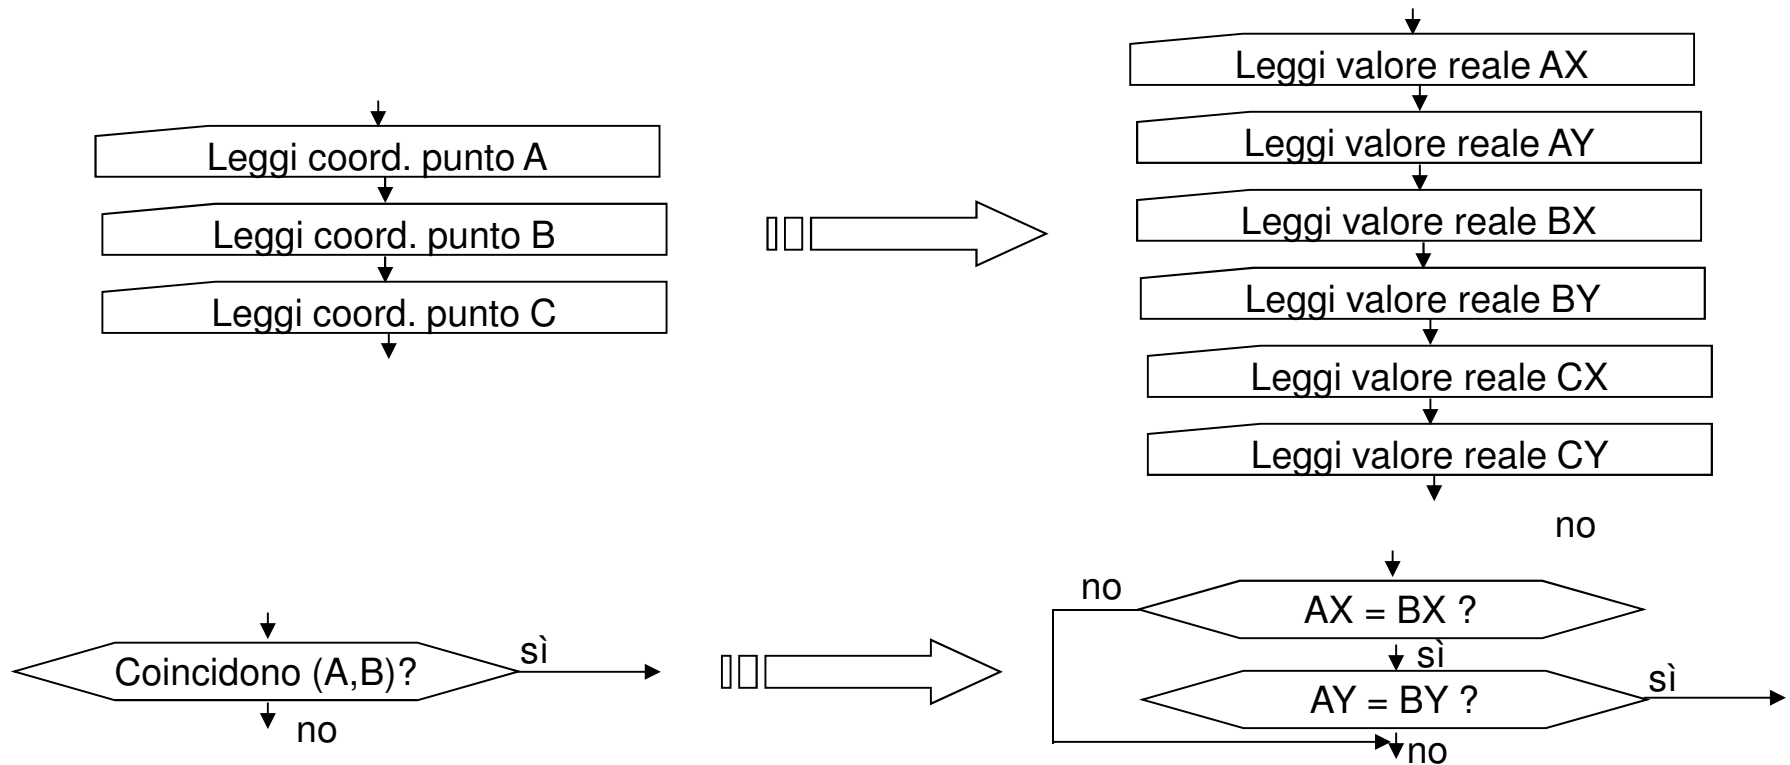 Leggi coord. punto A
Leggi coord. punto B
Leggi coord. punto C
Leggi valore reale AX
Leggi valore reale AY
Leggi valore reale BX
Leggi valore reale BY
Leggi valore reale CX
Leggi valore reale CY
Coincidono (A,B)?
sì
no
no
no
AX = BX ?
sì
AY = BY ?
sì
no